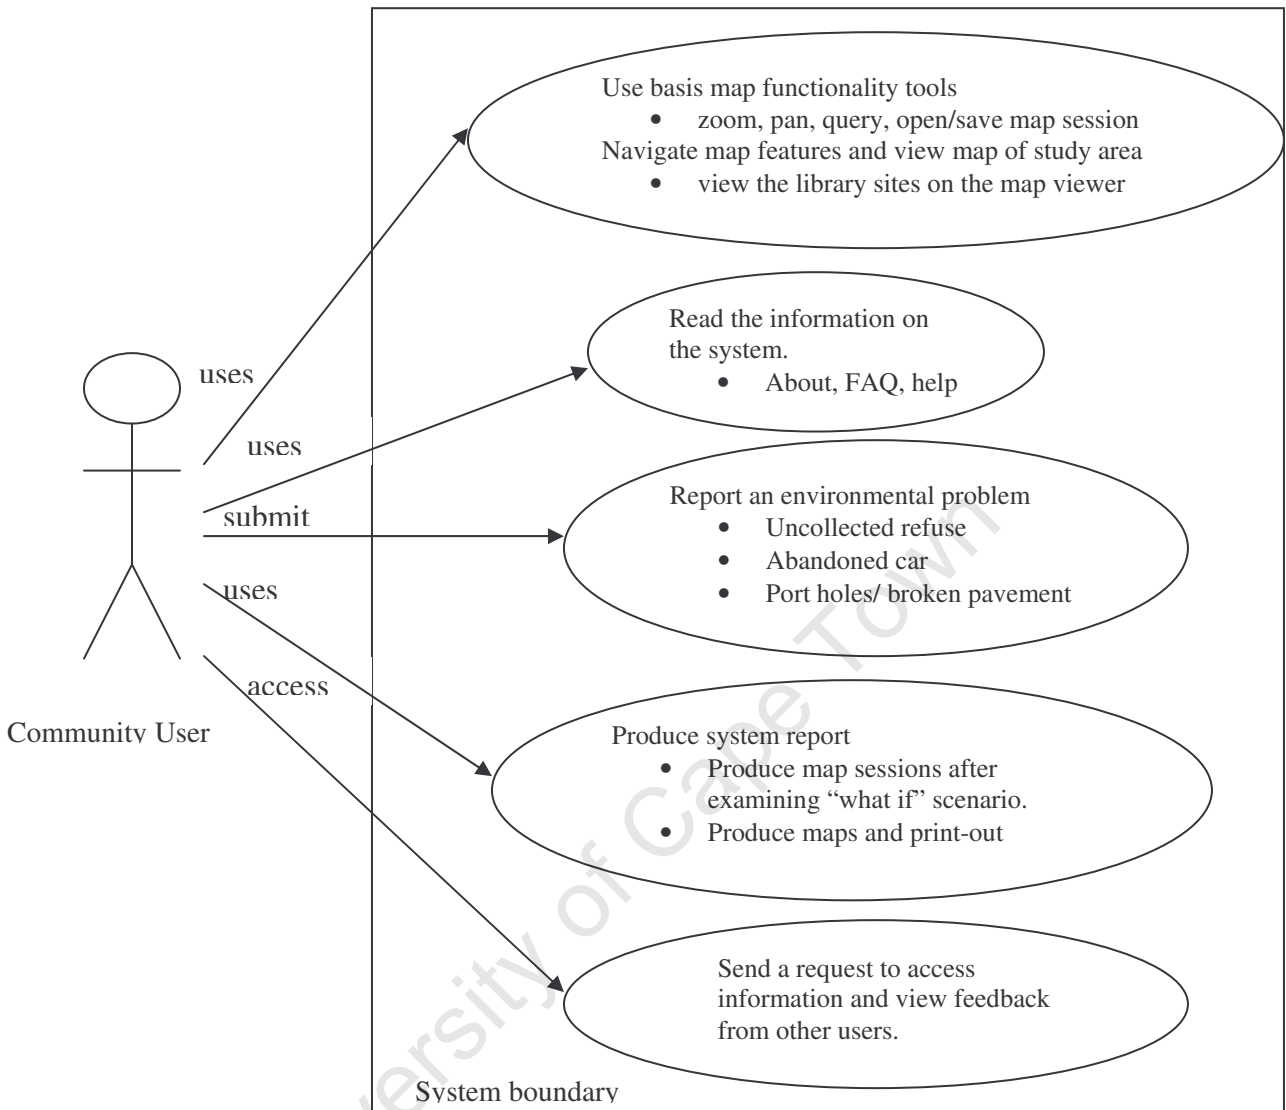 Use basis map functionality tools
• zoom, pan, query, open/save map session
Navigate map features and view map of study area
• view the library sites on the map viewer
Read the information on
the system.
• About, FAQ, help
uses
uses
submit
uses
access
Community User
Report an environmental problem
• Uncollected refuse
• Abandoned car
• Port holes/ broken pavement
Produce system report
• Produce map sessions after
examining “what if” scenario.
• Produce maps and print-out
Send a request to access
information and view feedback
from other users.
System boundary
versity of Cape Town